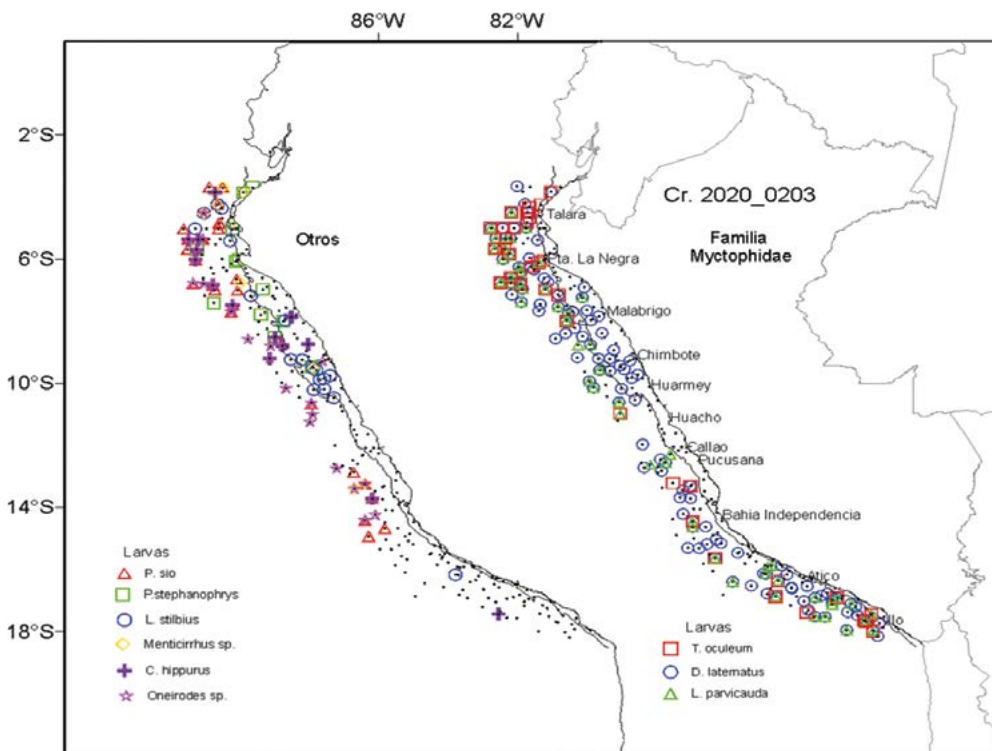 86°W
82°W
2°S
6°S
10°S
14°S
18°S
Otros
Cr. 2020_0203
Familia
Myctophidae
Talara
Pta. La Negra
Malabrigo
Chimbote
Huarmey
Huacho
Callao
Pucusana
Bahia Independencia
Atico
Larvas
P. sio
P.stephanophrys
L. stilbius
Menticirrhus sp.
C. hippurus
Oneirodes sp.
Larvas
T. oculeum
D. laternatus
L. parvicauda